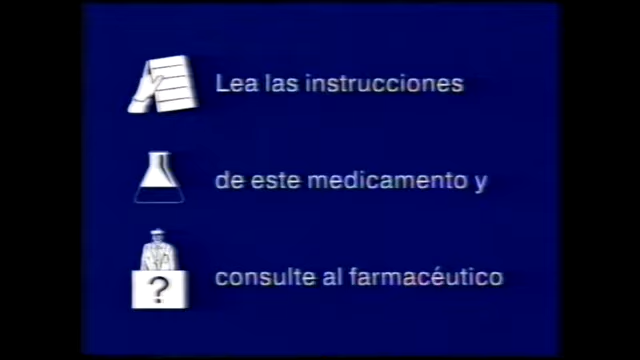 Lea las instrucciones
de este medicamento y
?
consulte al farmacéutico